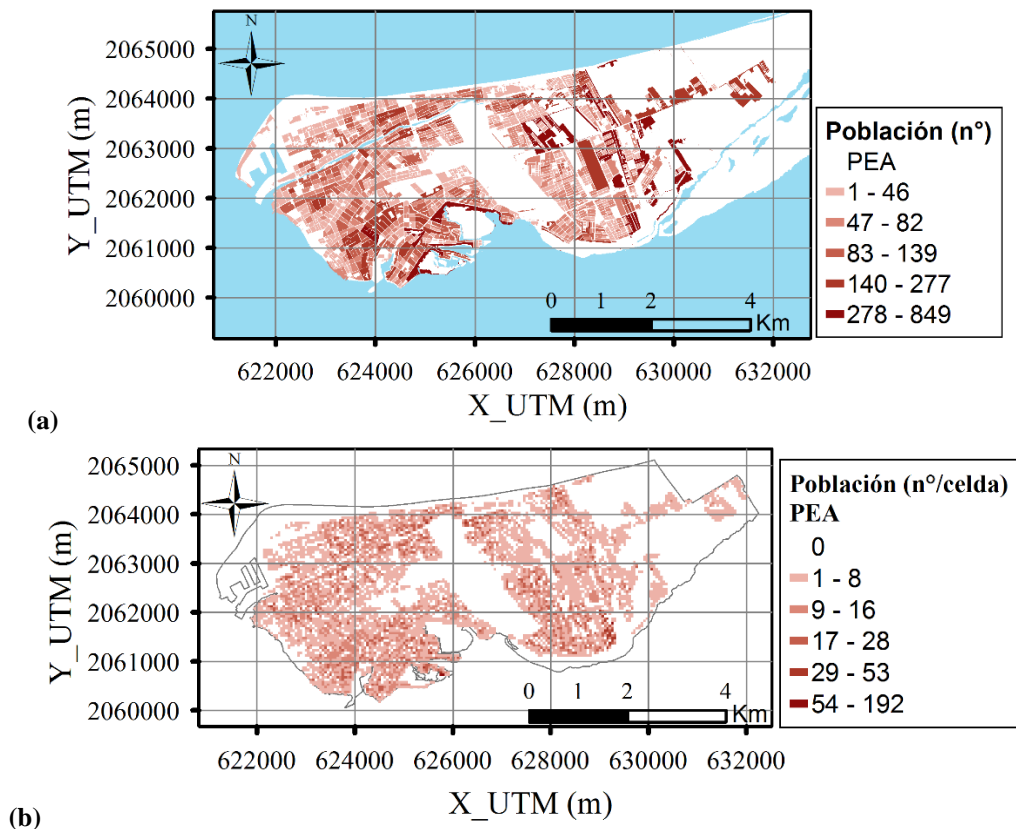 N
2065000
2064000
2063000
2062000
2061000
2060000
Y_UTM (m)
0 1 2 4
Km
622000 624000 626000 628000 630000 632000
X_UTM (m)
Población (n°)
PEA
1 - 46
47 - 82
83 - 139
140 - 277
278 - 849
(a)
N
2065000
2064000
2063000
2062000
2061000
2060000
Y_UTM (m)
0 1 2 4
Km
622000 624000 626000 628000 630000 632000
X_UTM (m)
Población (n°/celda)
PEA
0
1 - 8
9 - 16
17 - 28
29 - 53
54 - 192
(b)